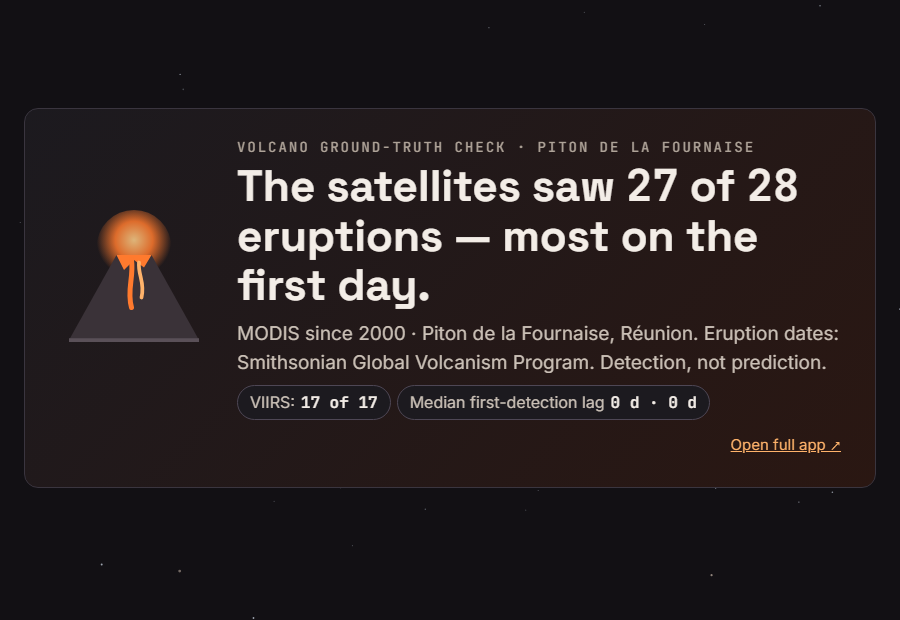 VOLCANO GROUND-TRUTH CHECK · PITON DE LA FOURNAISE
The satellites saw 27 of 28
eruptions — most on the
first day.
MODIS since 2000 · Piton de la Fournaise, Réunion. Eruption dates:
Smithsonian Global Volcanism Program. Detection, not prediction.
VIIRS: 17 of 17 Median first-detection lag 0 d · 0 d
Open full app ↗